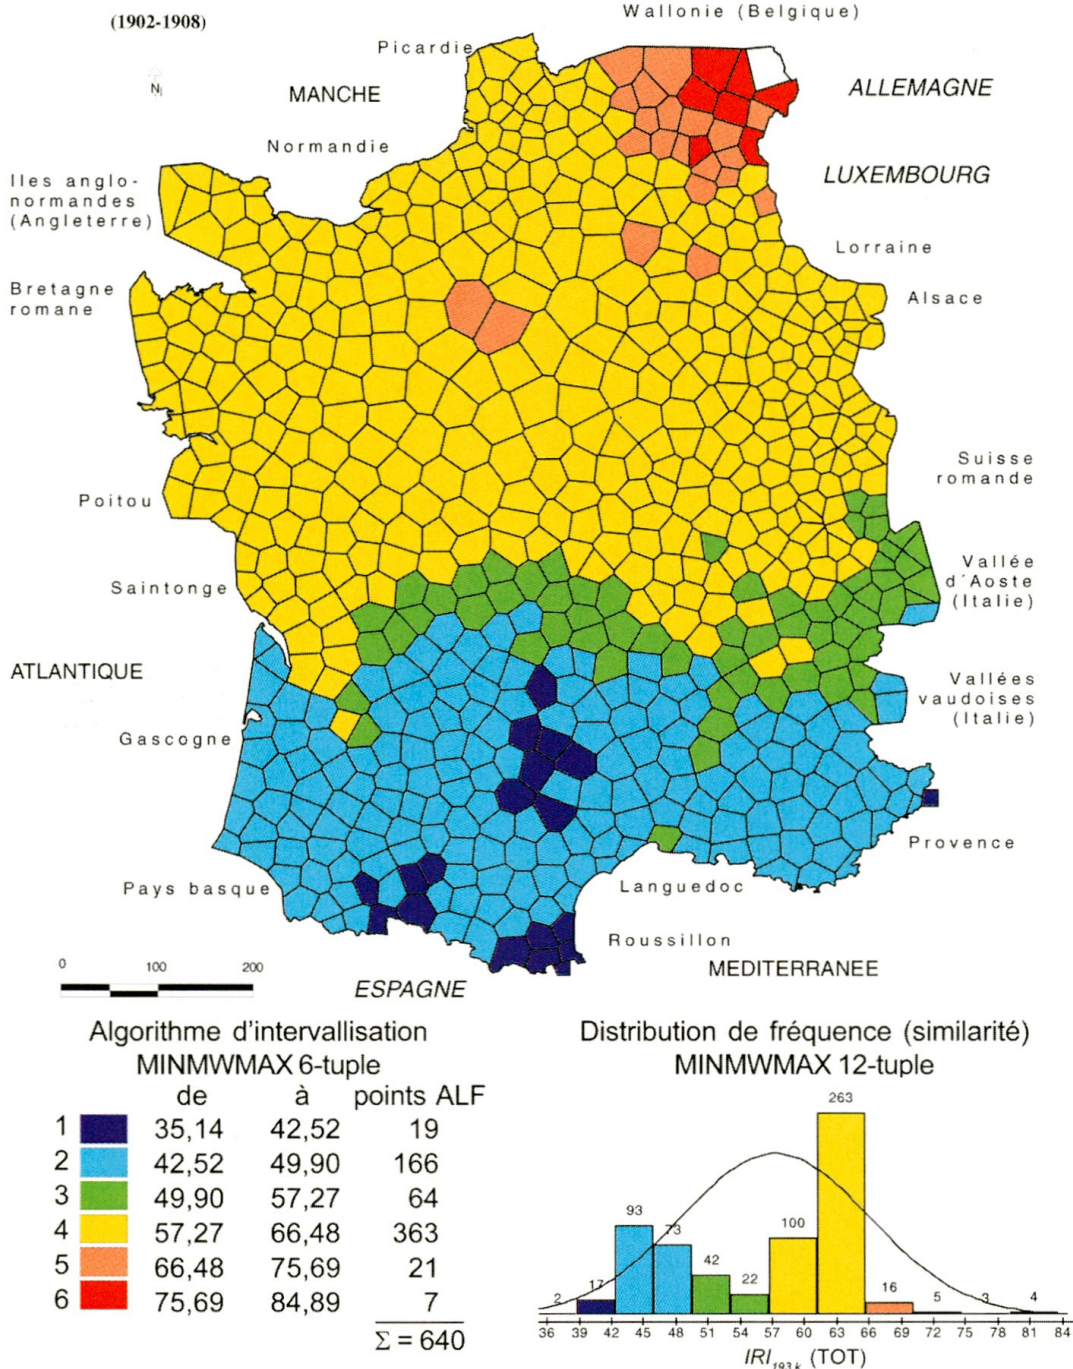 Wallonie (Belgique)
(1902-1908)
Picardie
N
MANCHE
ALLEMAGNE
Normandie
LUXEMBOURG
Iles anglo-
normandes
(Angleterre)
Lorraine
Bretagne
romane
Alsace
Suisse
romande
Poitou
Vallée
d'Aoste
(Italie)
Saintonge
ATLANTIQUE
Vallées
vaudoises
(Italie)
Gascogne
Provence
Pays basque
Languedoc
Roussillon
MEDITERRANEE
0 100 200
ESPAGNE
Algorithme d'intervallisation
MINMWMAX 6-tuple
de à points ALF
1 35,14 42,52 19
2 42,52 49,90 166
3 49,90 57,27 64
4 57,27 66,48 363
5 66,48 75,69 21
6 75,69 84,89 7
Σ = 640
Distribution de fréquence (similarité)
MINMWMAX 12-tuple
2 17 93 73 42 22 100 263 16 5 3 4
36 39 42 45 48 51 54 57 60 63 66 69 72 75 78 81 84
IRI193,k (TOT)